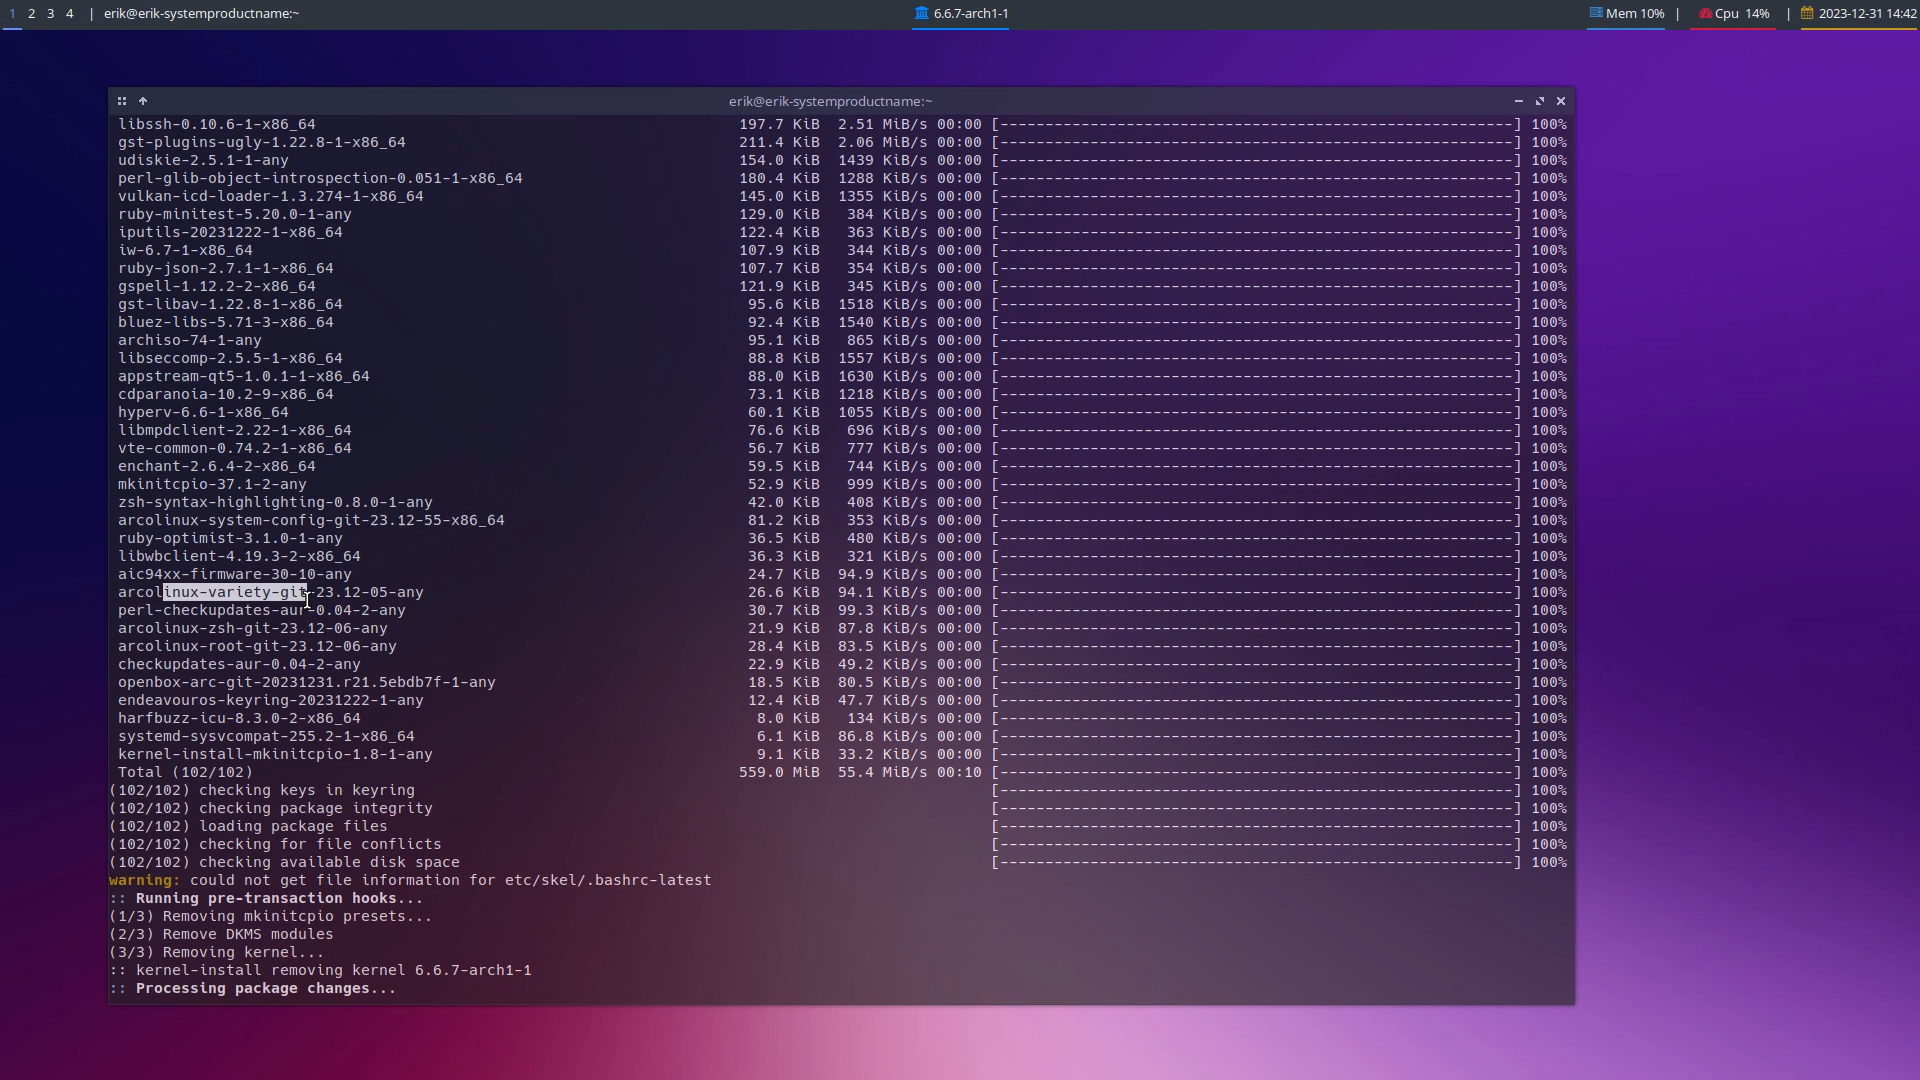 1 2 3 4 | erik@erik-systemproductname:~ 6.6.7-arch1-1 Mem 10% | Cpu 14% | 2023-12-31 14:42
erik@erik-systemproductname:~
libssh-0.10.6-1-x86_64 197.7 KiB 2.51 MiB/s 00:00 [---------------------------------------------------------] 100%
gst-plugins-ugly-1.22.8-1-x86_64 211.4 KiB 2.06 MiB/s 00:00 [---------------------------------------------------------] 100%
udiskie-2.5.1-1-any 154.0 KiB 1439 KiB/s 00:00 [---------------------------------------------------------] 100%
perl-glib-object-introspection-0.051-1-x86_64 180.4 KiB 1288 KiB/s 00:00 [---------------------------------------------------------] 100%
vulkan-icd-loader-1.3.274-1-x86_64 145.0 KiB 1355 KiB/s 00:00 [---------------------------------------------------------] 100%
ruby-minitest-5.20.0-1-any 129.0 KiB 384 KiB/s 00:00 [---------------------------------------------------------] 100%
iputils-20231222-1-x86_64 122.4 KiB 363 KiB/s 00:00 [---------------------------------------------------------] 100%
iw-6.7-1-x86_64 107.9 KiB 344 KiB/s 00:00 [---------------------------------------------------------] 100%
ruby-json-2.7.1-1-x86_64 107.7 KiB 354 KiB/s 00:00 [---------------------------------------------------------] 100%
gspell-1.12.2-2-x86_64 121.9 KiB 345 KiB/s 00:00 [---------------------------------------------------------] 100%
gst-libav-1.22.8-1-x86_64 95.6 KiB 1518 KiB/s 00:00 [---------------------------------------------------------] 100%
bluez-libs-5.71-3-x86_64 92.4 KiB 1540 KiB/s 00:00 [---------------------------------------------------------] 100%
archiso-74-1-any 95.1 KiB 865 KiB/s 00:00 [---------------------------------------------------------] 100%
libseccomp-2.5.5-1-x86_64 88.8 KiB 1557 KiB/s 00:00 [---------------------------------------------------------] 100%
appstream-qt5-1.0.1-1-x86_64 88.0 KiB 1630 KiB/s 00:00 [---------------------------------------------------------] 100%
cdparanoia-10.2-9-x86_64 73.1 KiB 1218 KiB/s 00:00 [---------------------------------------------------------] 100%
hyperv-6.6-1-x86_64 60.1 KiB 1055 KiB/s 00:00 [---------------------------------------------------------] 100%
libmpdclient-2.22-1-x86_64 76.6 KiB 696 KiB/s 00:00 [---------------------------------------------------------] 100%
vte-common-0.74.2-1-x86_64 56.7 KiB 777 KiB/s 00:00 [---------------------------------------------------------] 100%
enchant-2.6.4-2-x86_64 59.5 KiB 744 KiB/s 00:00 [---------------------------------------------------------] 100%
mkinitcpio-37.1-2-any 52.9 KiB 999 KiB/s 00:00 [---------------------------------------------------------] 100%
zsh-syntax-highlighting-0.8.0-1-any 42.0 KiB 408 KiB/s 00:00 [---------------------------------------------------------] 100%
arcolinux-system-config-git-23.12-55-x86_64 81.2 KiB 353 KiB/s 00:00 [---------------------------------------------------------] 100%
ruby-optimist-3.1.0-1-any 36.5 KiB 480 KiB/s 00:00 [---------------------------------------------------------] 100%
libwbclient-4.19.3-2-x86_64 36.3 KiB 321 KiB/s 00:00 [---------------------------------------------------------] 100%
aic94xx-firmware-30-10-any 24.7 KiB 94.9 KiB/s 00:00 [---------------------------------------------------------] 100%
arcolinux-variety-git-23.12-05-any 26.6 KiB 94.1 KiB/s 00:00 [---------------------------------------------------------] 100%
perl-checkupdates-aur-0.04-2-any 30.7 KiB 99.3 KiB/s 00:00 [---------------------------------------------------------] 100%
arcolinux-zsh-git-23.12-06-any 21.9 KiB 87.8 KiB/s 00:00 [---------------------------------------------------------] 100%
arcolinux-root-git-23.12-06-any 28.4 KiB 83.5 KiB/s 00:00 [---------------------------------------------------------] 100%
checkupdates-aur-0.04-2-any 22.9 KiB 49.2 KiB/s 00:00 [---------------------------------------------------------] 100%
openbox-arc-git-20231231.r21.5ebdb7f-1-any 18.5 KiB 80.5 KiB/s 00:00 [---------------------------------------------------------] 100%
endeavouros-keyring-20231222-1-any 12.4 KiB 47.7 KiB/s 00:00 [---------------------------------------------------------] 100%
harfbuzz-icu-8.3.0-2-x86_64 8.0 KiB 134 KiB/s 00:00 [---------------------------------------------------------] 100%
systemd-sysvcompat-255.2-1-x86_64 6.1 KiB 86.8 KiB/s 00:00 [---------------------------------------------------------] 100%
kernel-install-mkinitcpio-1.8-1-any 9.1 KiB 33.2 KiB/s 00:00 [---------------------------------------------------------] 100%
Total (102/102) 559.0 MiB 55.4 MiB/s 00:10 [---------------------------------------------------------] 100%
(102/102) checking keys in keyring [---------------------------------------------------------] 100%
(102/102) checking package integrity [---------------------------------------------------------] 100%
(102/102) loading package files [---------------------------------------------------------] 100%
(102/102) checking for file conflicts [---------------------------------------------------------] 100%
(102/102) checking available disk space [---------------------------------------------------------] 100%
warning: could not get file information for etc/skel/.bashrc-latest
:: Running pre-transaction hooks...
(1/3) Removing mkinitcpio presets...
(2/3) Remove DKMS modules
(3/3) Removing kernel...
:: kernel-install removing kernel 6.6.7-arch1-1
:: Processing package changes...